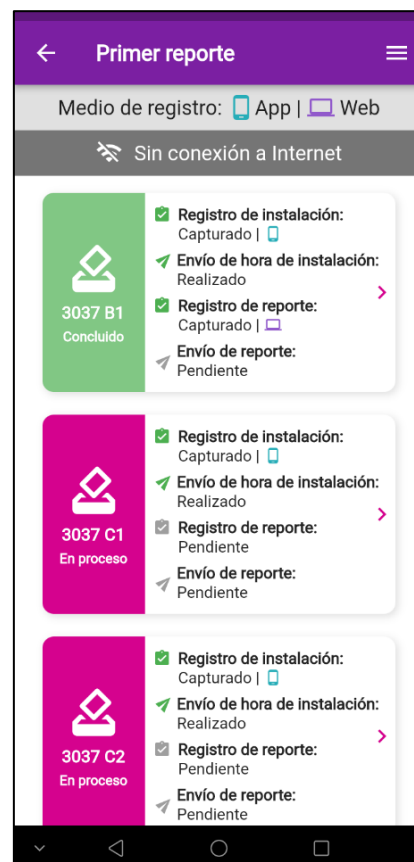 Primer reporte
Medio de registro: App | Web
Sin conexión a Internet
3037 B1
Concluido
Registro de instalación:
Capturado |
Envío de hora de instalación:
Realizado
Registro de reporte:
Capturado |
Envío de reporte:
Pendiente
3037 C1
En proceso
Registro de instalación:
Capturado |
Envío de hora de instalación:
Realizado
Registro de reporte:
Pendiente
Envío de reporte:
Pendiente
3037 C2
En proceso
Registro de instalación:
Capturado |
Envío de hora de instalación:
Realizado
Registro de reporte:
Pendiente
Envío de reporte:
Pendiente